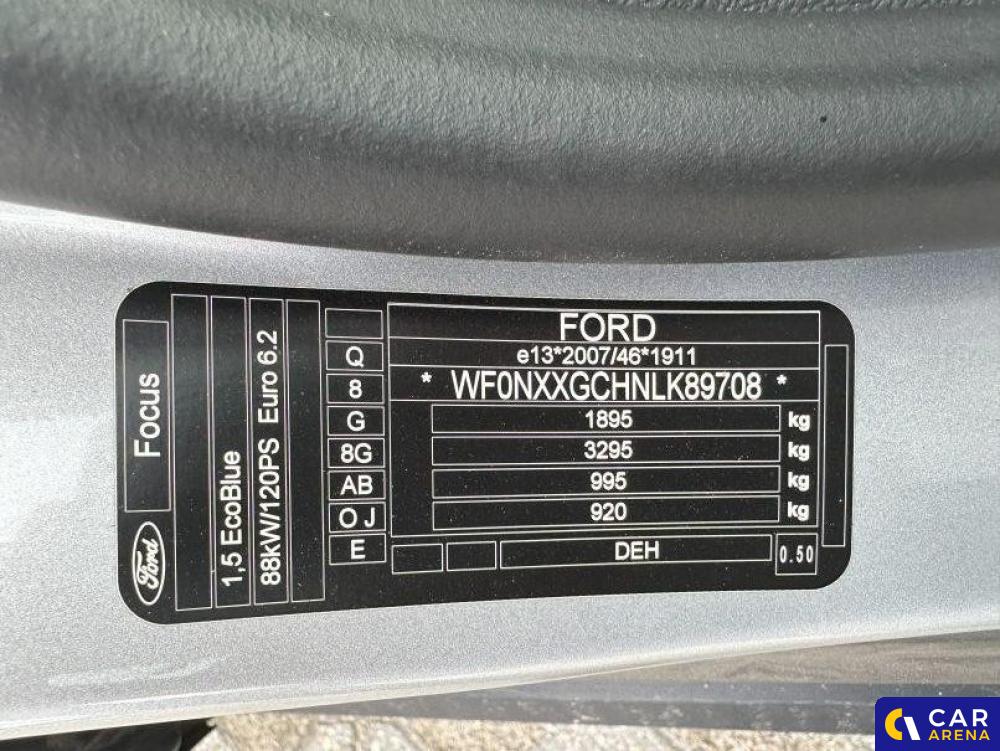 Focus
Ford
1,5 EcoBlue
88kW/120PS Euro 6.2
Q
8
G
8G
AB
O J
E
FORD
e13*2007/46*1911
* WF0NXXGCHNLK89708 *
1895 kg
3295 kg
995 kg
920 kg
DEH
0.50
CAR
ARENA